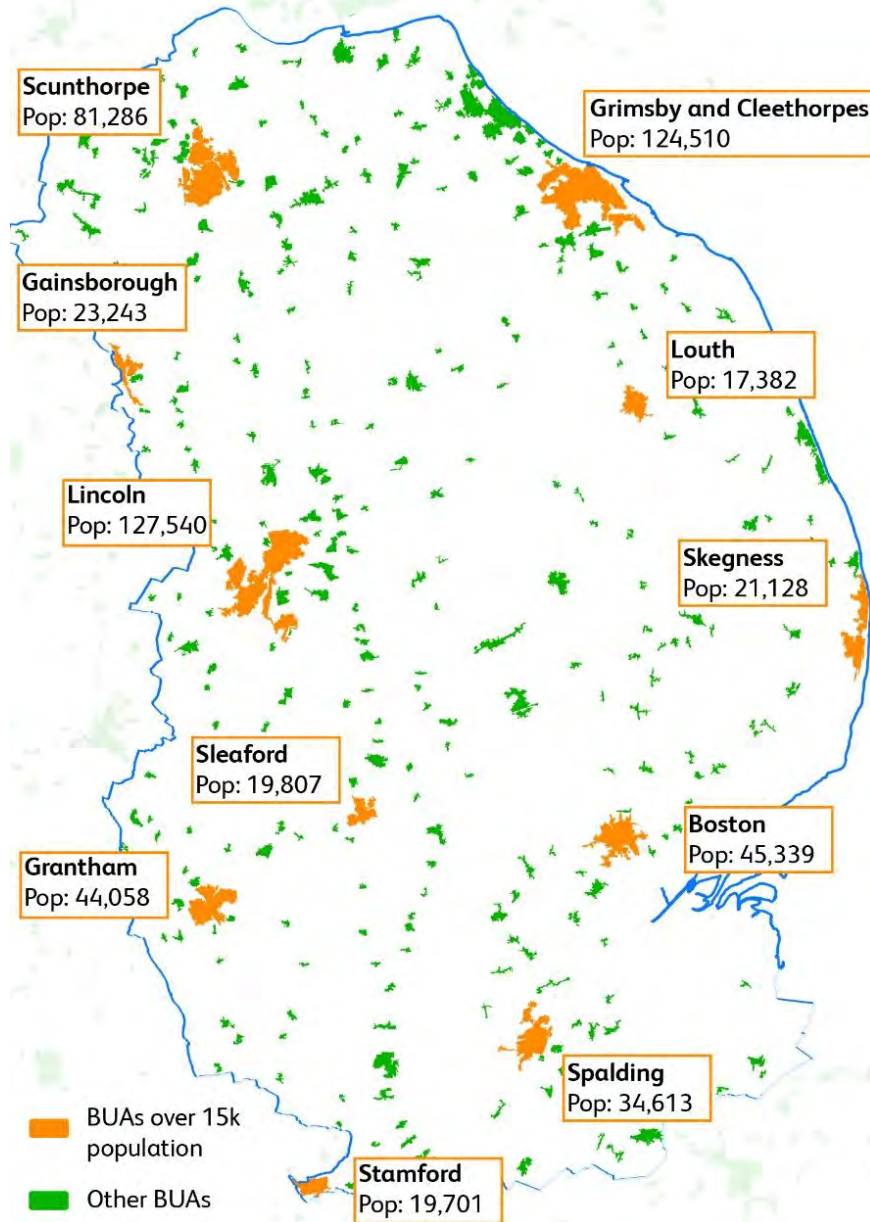 Scunthorpe
Pop: 81,286
Grimsby and Cleethorpes
Pop: 124,510
Gainsborough
Pop: 23,243
Louth
Pop: 17,382
Lincoln
Pop: 127,540
Skegness
Pop: 21,128
Sleaford
Pop: 19,807
Boston
Pop: 45,339
Grantham
Pop: 44,058
Spalding
Pop: 34,613
BUAs over 15k
population
Stamford
Pop: 19,701
Other BUAs